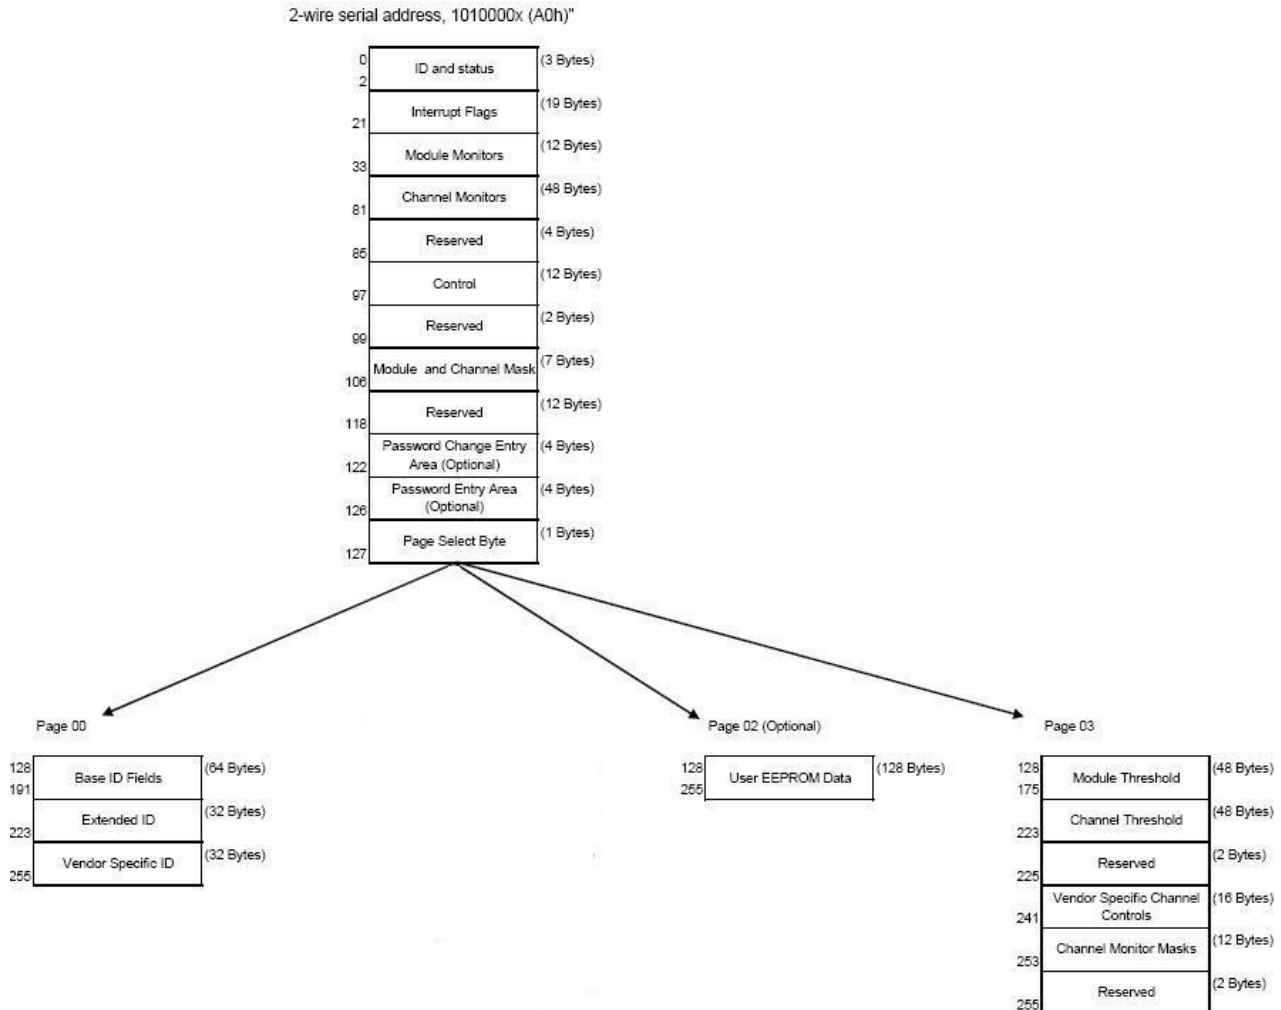 2-wire serial address, 1010000x (A0h)"
0
2
ID and status
(3 Bytes)
21
Interrupt Flags
(19 Bytes)
33
Module Monitors
(12 Bytes)
81
Channel Monitors
(48 Bytes)
85
Reserved
(4 Bytes)
97
Control
(12 Bytes)
99
Reserved
(2 Bytes)
106
Module and Channel Mask
(7 Bytes)
118
Reserved
(12 Bytes)
122
Password Change Entry
Area (Optional)
(4 Bytes)
126
Password Entry Area
(Optional)
(4 Bytes)
127
Page Select Byte
(1 Bytes)
Page 00
128
191
Base ID Fields
(64 Bytes)
223
Extended ID
(32 Bytes)
255
Vendor Specific ID
(32 Bytes)
Page 02 (Optional)
128
255
User EEPROM Data
(128 Bytes)
Page 03
128
175
Module Threshold
(48 Bytes)
223
Channel Threshold
(48 Bytes)
225
Reserved
(2 Bytes)
241
Vendor Specific Channel
Controls
(16 Bytes)
253
Channel Monitor Masks
(12 Bytes)
255
Reserved
(2 Bytes)